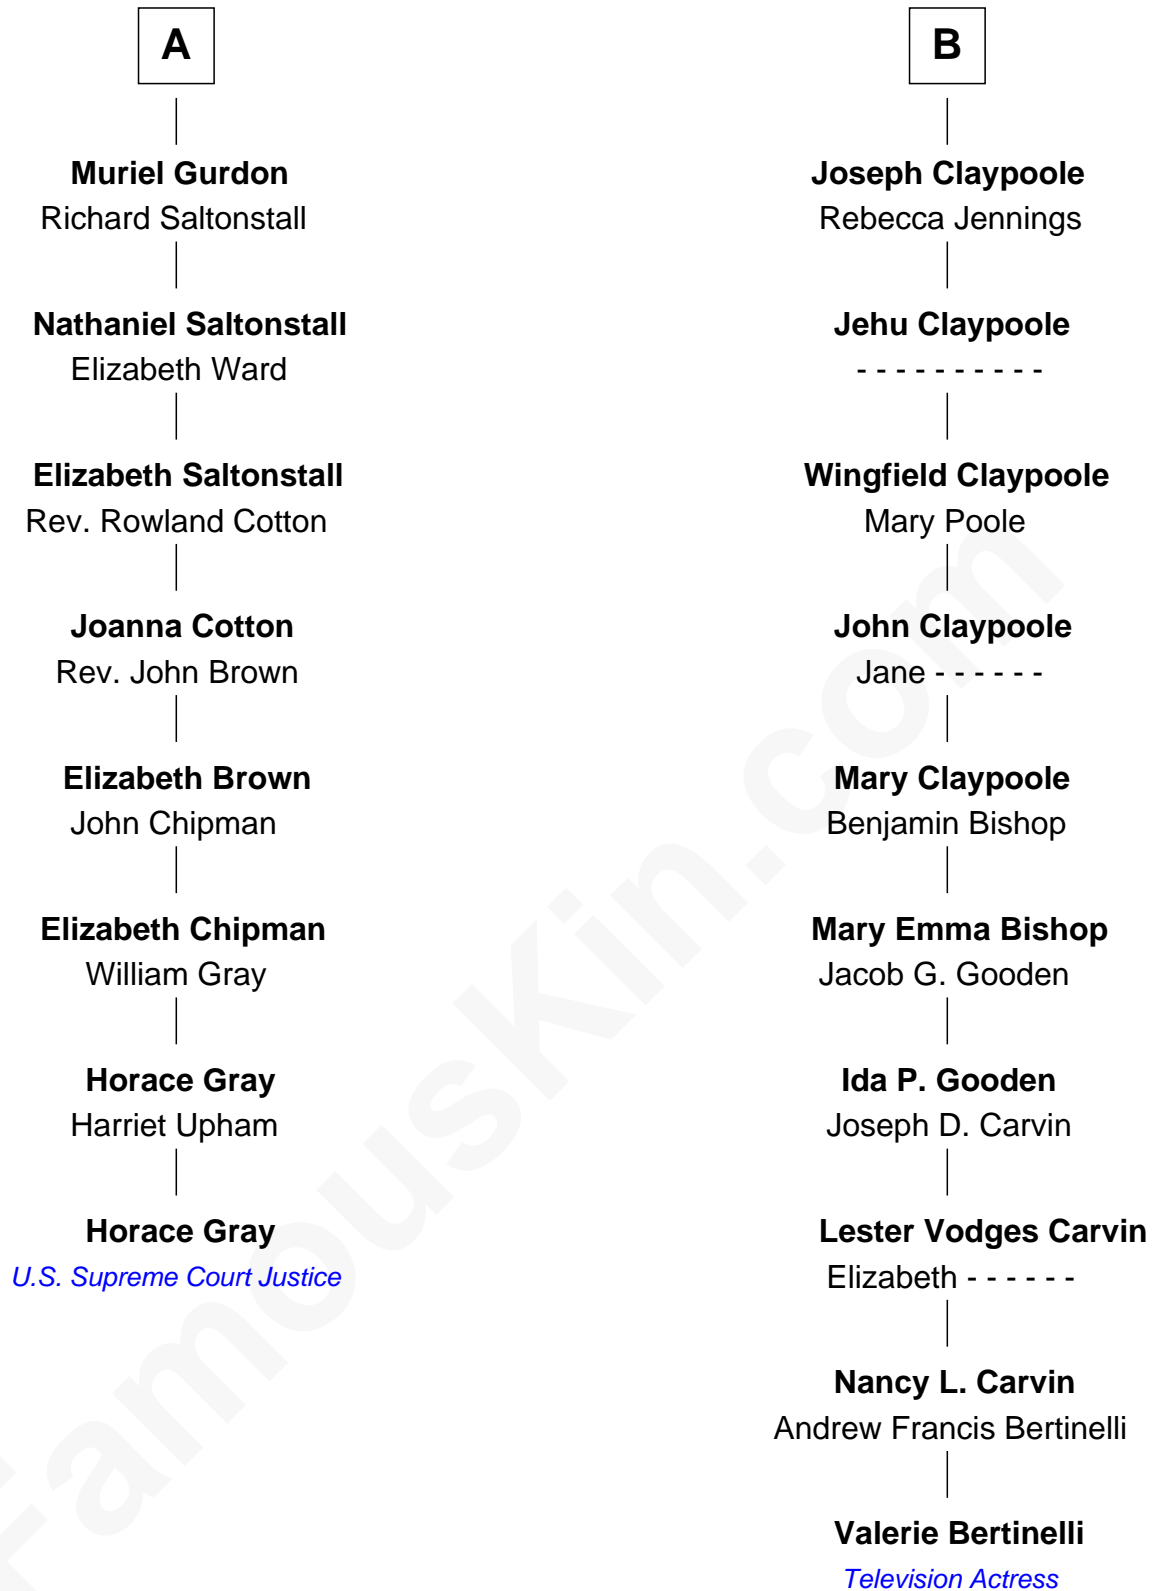 A
Muriel Gurdon
Richard Saltonstall
Nathaniel Saltonstall
Elizabeth Ward
Elizabeth Saltonstall
Rev. Rowland Cotton
Joanna Cotton
Rev. John Brown
Elizabeth Brown
John Chipman
Elizabeth Chipman
William Gray
Horace Gray
Harriet Upham
Horace Gray
U.S. Supreme Court Justice
B
Joseph Claypoole
Rebecca Jennings
Jehu Claypoole
- - - - - - - - - -
Wingfield Claypoole
Mary Poole
John Claypoole
Jane - - - - - -
Mary Claypoole
Benjamin Bishop
Mary Emma Bishop
Jacob G. Gooden
Ida P. Gooden
Joseph D. Carvin
Lester Vodges Carvin
Elizabeth - - - - - -
Nancy L. Carvin
Andrew Francis Bertinelli
Valerie Bertinelli
Television Actress
FamousKin.com